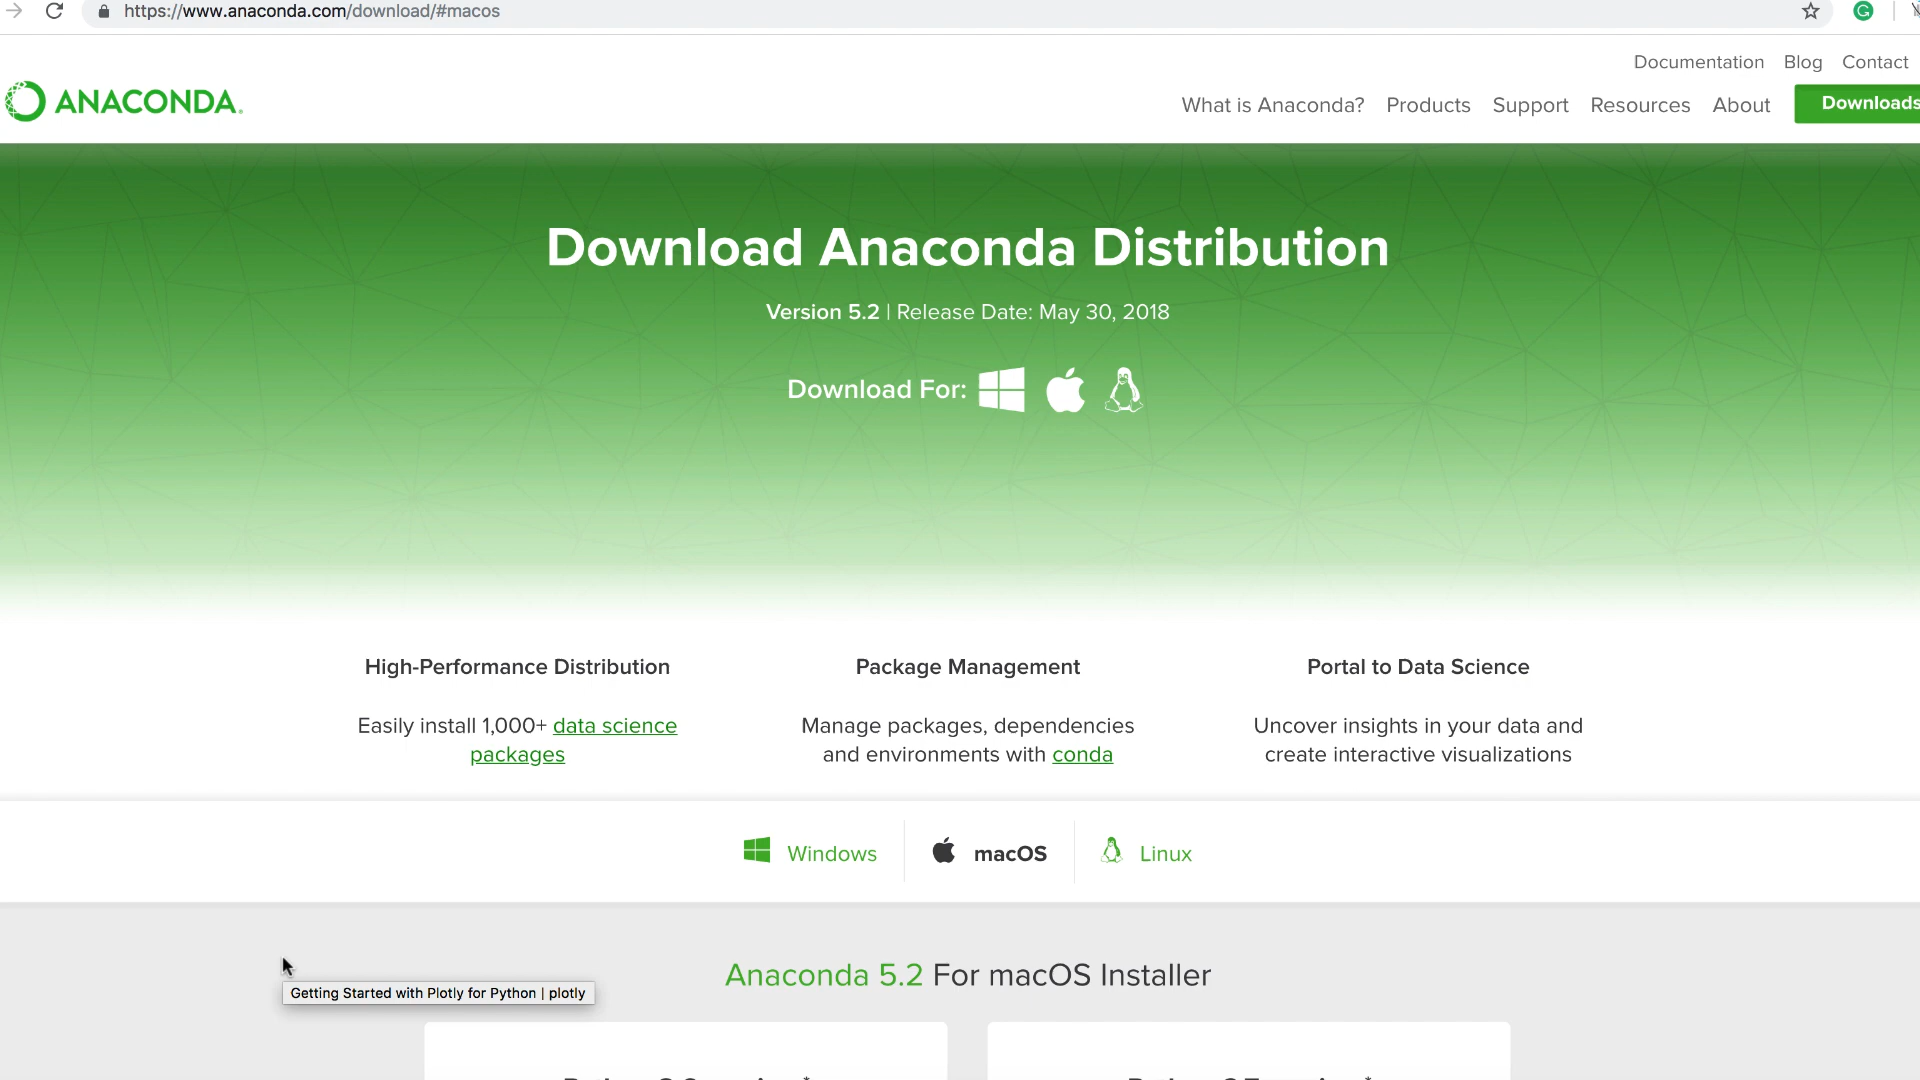 https://www.anaconda.com/download/#macos
Documentation Blog Contact
ANACONDA.
What is Anaconda? Products Support Resources About Downloads
Download Anaconda Distribution
Version 5.2 | Release Date: May 30, 2018
Download For:
High-Performance Distribution
Easily install 1,000+ data science
packages
Package Management
Manage packages, dependencies
and environments with conda
Portal to Data Science
Uncover insights in your data and
create interactive visualizations
Windows macOS Linux
Anaconda 5.2 For macOS Installer
Getting Started with Plotly for Python | plotly